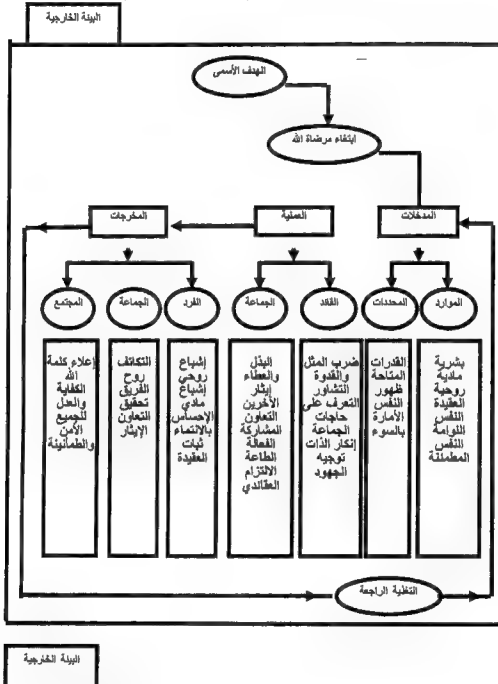 البيئة الخارجية
الهدف الأسمى
ابتغاء مرضاة الله
المدخلات
العملية
المخرجات
الموارد
المحددات
القائد
الجماعة
الفرد
الجماعة
المجتمع
بشرية
مادية
روحية
العقيدة
النفس
اللوامة
النفس
المطمئنة
القدرات
المتاحة
ظهور
النفس
الأمارة
بالسوء
ضرب المثل
والقدوة
التشاور
التعرف على
حاجات
الجماعة
إنكار الذات
توجيه
الجهود
البذل
والعطاء
إيثار
الآخرين
التعاون
المشاركة
الفعالة
الطاعة
الالتزام
العقائدي
إشباع
روحي
إشباع
مادي
الإحساس
بالانتماء
ثبات
العقيدة
التكاتف
روح
الفريق
تحقيق
التعاون
الإيثار
إعلاء كلمة
الله
الكفاية
والعدل
للجميع
الأمن
والطمأنينة
التغذية الراجعة
البيئة الخارجية